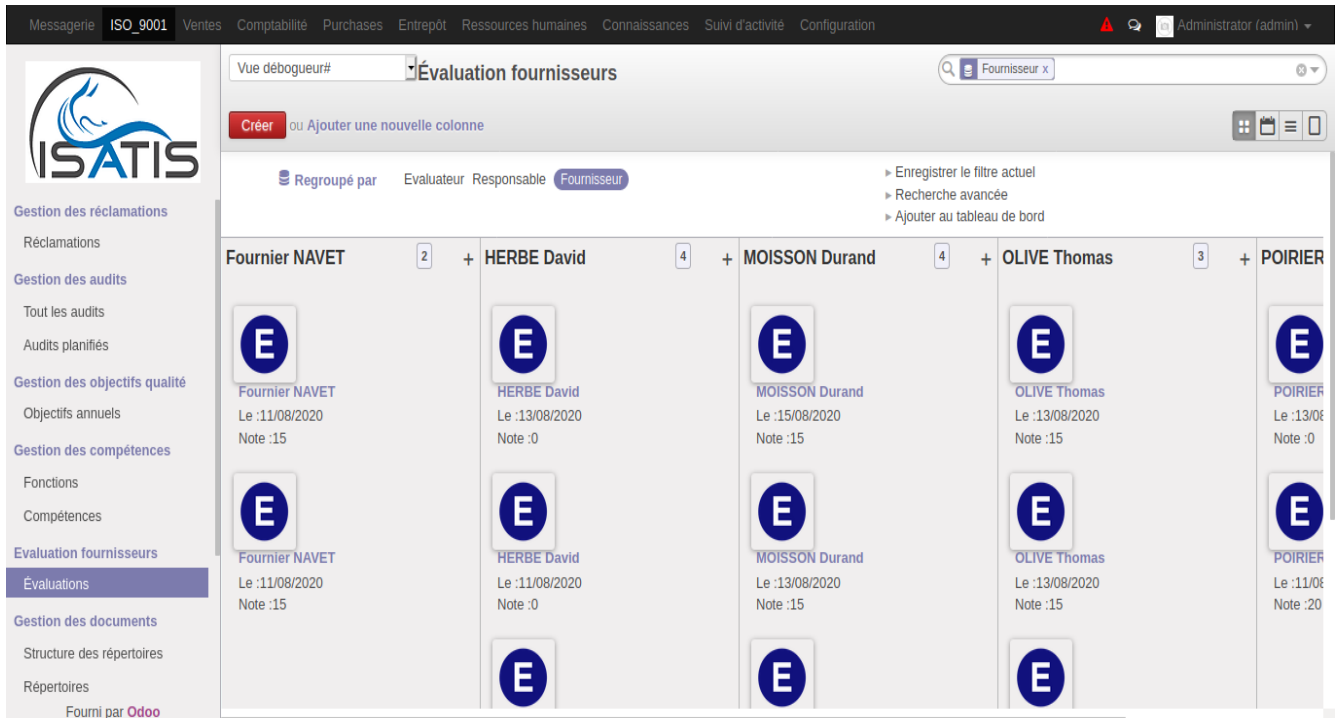 Messagerie ISO_9001 Ventes Comptabilité Purchases Entrepôt Ressources humaines Connaissances Suivi d'activité Configuration Administrator (admin)
ISATIS
Gestion des réclamations
Réclamations
Gestion des audits
Tout les audits
Audits planifiés
Gestion des objectifs qualité
Objectifs annuels
Gestion des compétences
Fonctions
Compétences
Evaluation fournisseurs
Évaluations
Gestion des documents
Structure des répertoires
Répertoires
Fourni par Odoo
Vue débogueur# Évaluation fournisseurs Fournisseur x
Créer ou Ajouter une nouvelle colonne
Regroupé par Evaluateur Responsable Fournisseur
Enregistrer le filtre actuel
Recherche avancée
Ajouter au tableau de bord
Fournier NAVET 2 +
E
Fournier NAVET
Le :11/08/2020
Note :15
E
Fournier NAVET
Le :11/08/2020
Note :15
HERBE David 4 +
E
HERBE David
Le :13/08/2020
Note :0
E
HERBE David
Le :11/08/2020
Note :0
E
MOISSON Durand 4 +
E
MOISSON Durand
Le :15/08/2020
Note :15
E
MOISSON Durand
Le :13/08/2020
Note :15
E
OLIVE Thomas 3 +
E
OLIVE Thomas
Le :13/08/2020
Note :15
E
OLIVE Thomas
Le :13/08/2020
Note :15
E
POIRIER
E
POIRIER
Le :13/08
Note :0
E
POIRIER
Le :11/08
Note :20